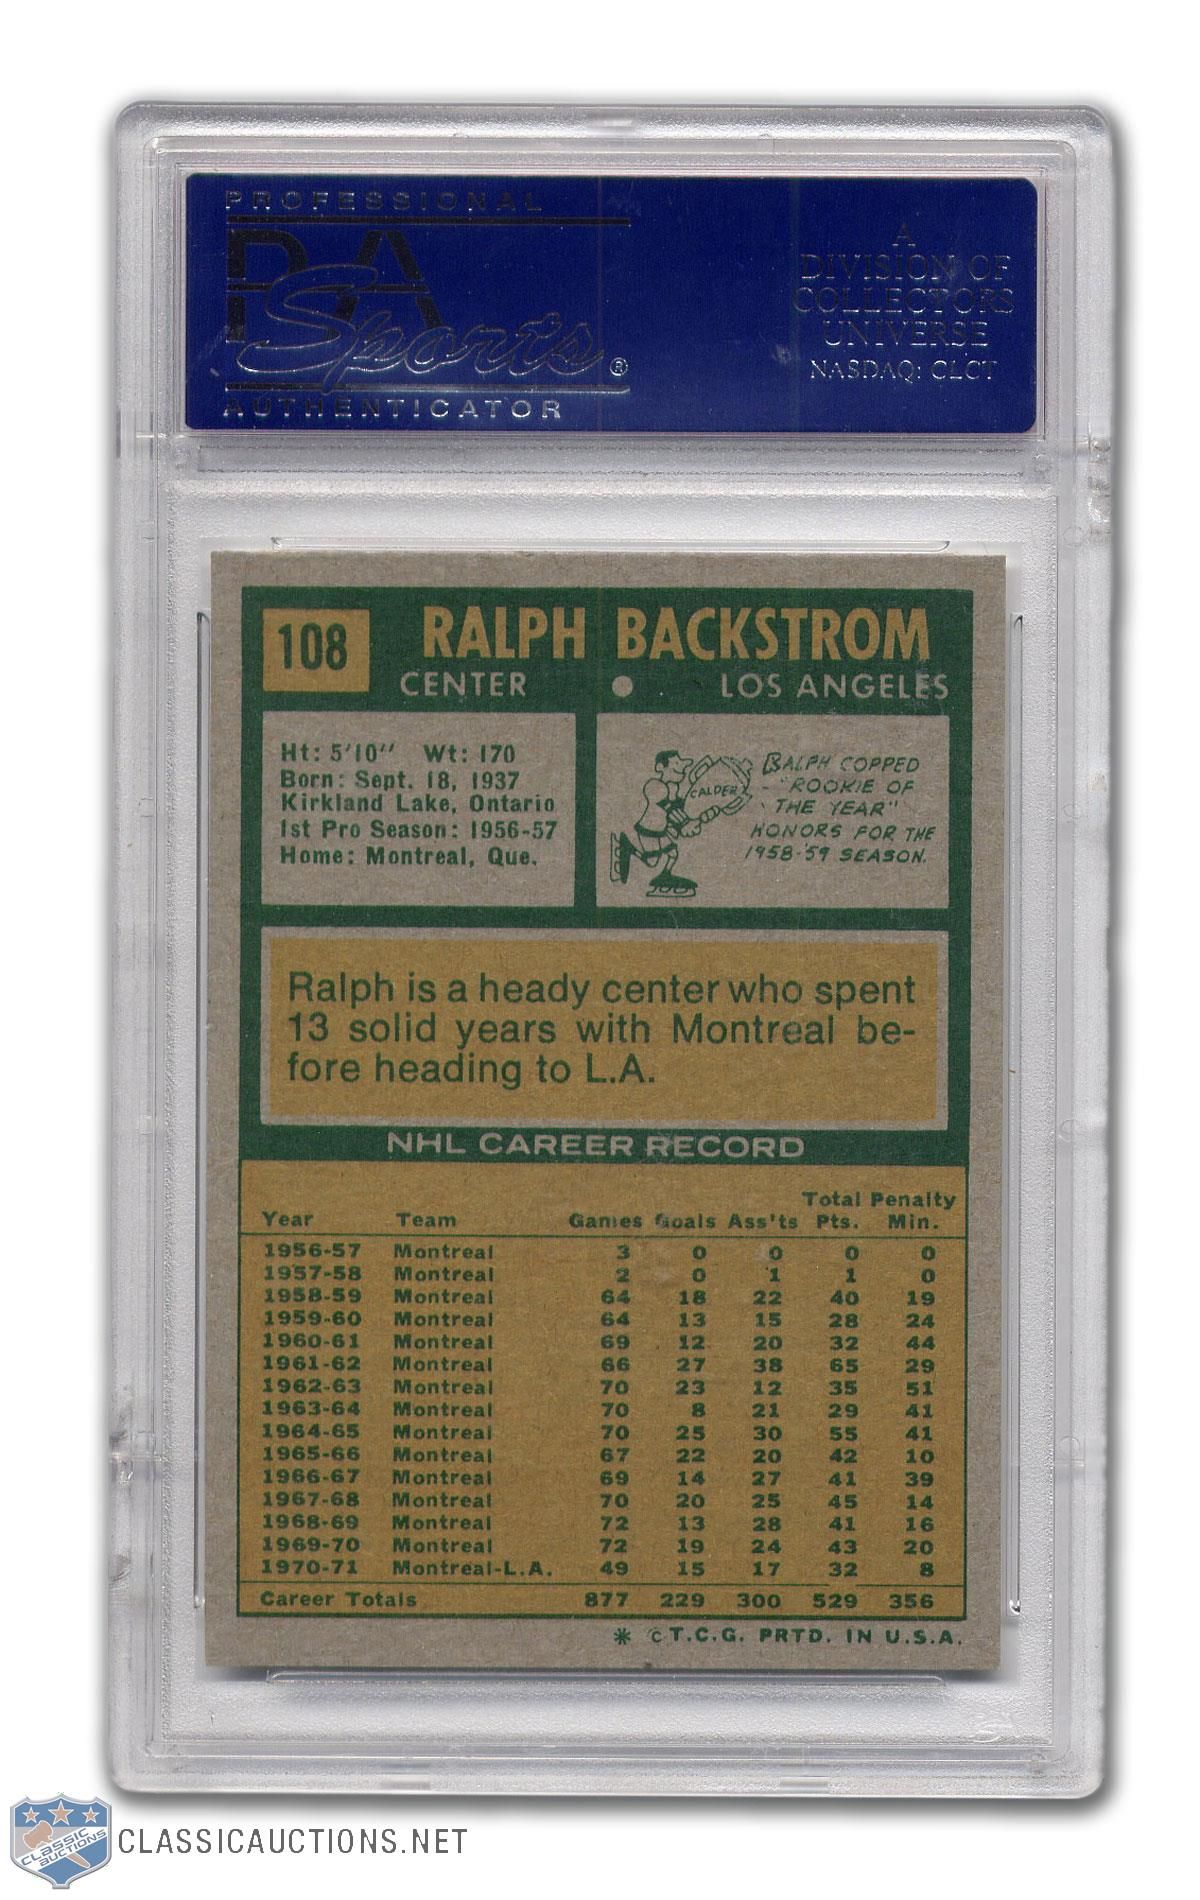 PROFESSIONAL
PSA
Sports®
AUTHENTICATOR
A
DIVISION OF
COLLECTORS
UNIVERSE
NASDAQ: CLCT
108 RALPH BACKSTROM
CENTER ● LOS ANGELES
Ht: 5'10'' Wt: 170
Born: Sept. 18, 1937
Kirkland Lake, Ontario
1st Pro Season: 1956-57
Home: Montreal, Que.
CALDER
RALPH COPPED
"ROOKIE OF
THE YEAR"
HONORS FOR THE
1958-59 SEASON.
Ralph is a heady center who spent
13 solid years with Montreal be-
fore heading to L.A.
NHL CAREER RECORD
Total Penalty
Year Team Games Goals Ass'ts Pts. Min.
1956-57 Montreal 3 0 0 0 0
1957-58 Montreal 2 0 1 1 0
1958-59 Montreal 64 18 22 40 19
1959-60 Montreal 64 13 15 28 24
1960-61 Montreal 69 12 20 32 44
1961-62 Montreal 66 27 38 65 29
1962-63 Montreal 70 23 12 35 51
1963-64 Montreal 70 8 21 29 41
1964-65 Montreal 70 25 30 55 41
1965-66 Montreal 67 22 20 42 10
1966-67 Montreal 69 14 27 41 39
1967-68 Montreal 70 20 25 45 14
1968-69 Montreal 72 13 28 41 16
1969-70 Montreal 72 19 24 43 20
1970-71 Montreal-L.A. 49 15 17 32 8
Career Totals 877 229 300 529 356
* © T.C.G. PRTD. IN U.S.A.
CLASSIC
AUCTIONS
CLASSICAUCTIONS.NET